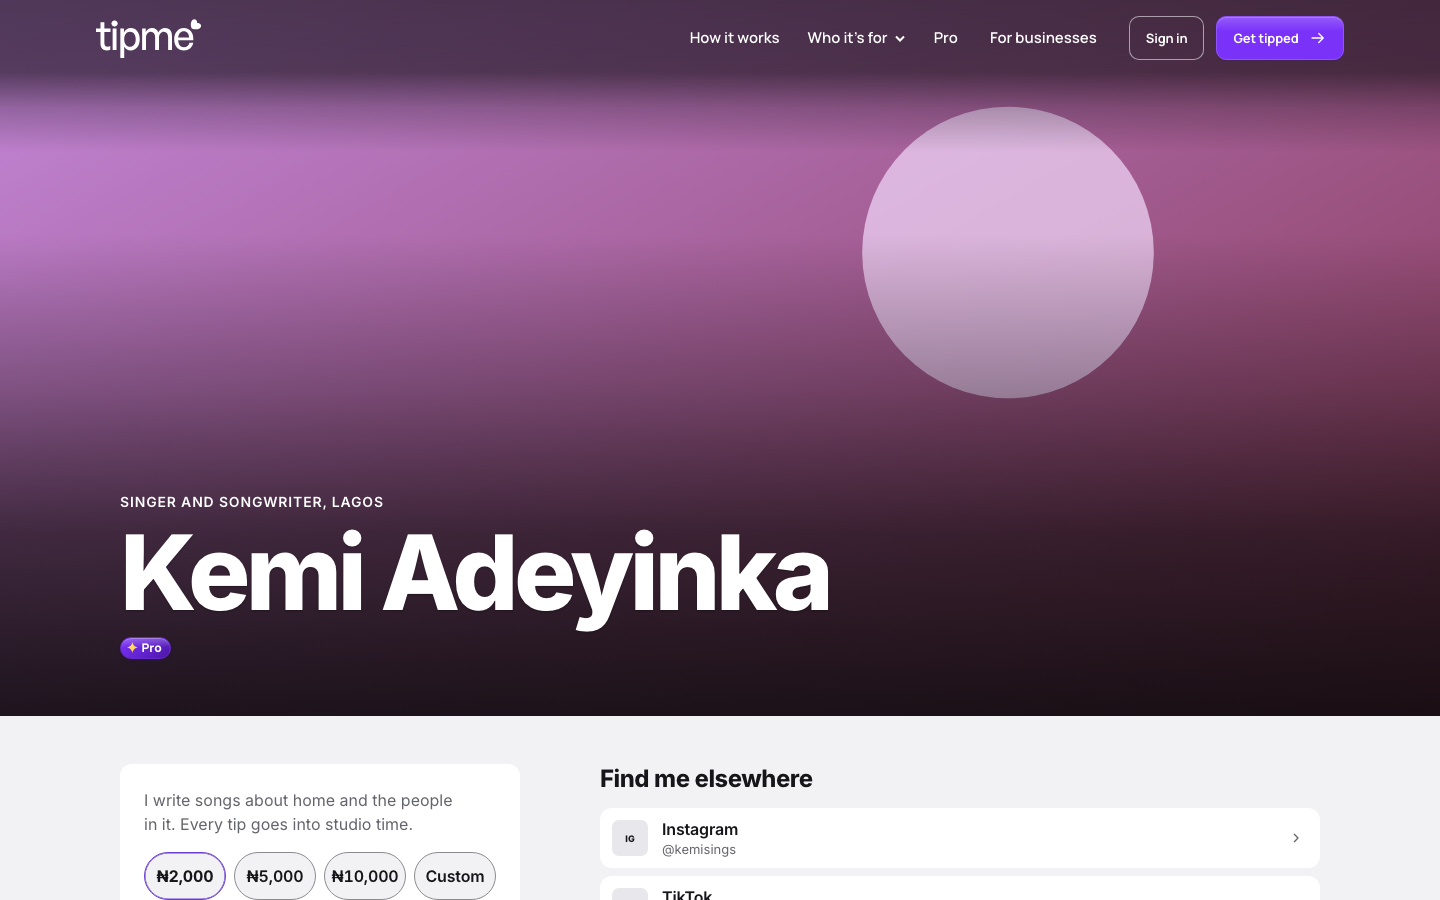 tipme
How it works
Who it's for
Pro
For businesses
Sign in
Get tipped
SINGER AND SONGWRITER, LAGOS
Kemi Adeyinka
Pro
I write songs about home and the people
in it. Every tip goes into studio time.
₦2,000
₦5,000
₦10,000
Custom
Find me elsewhere
IG
Instagram
@kemisings
TikTok